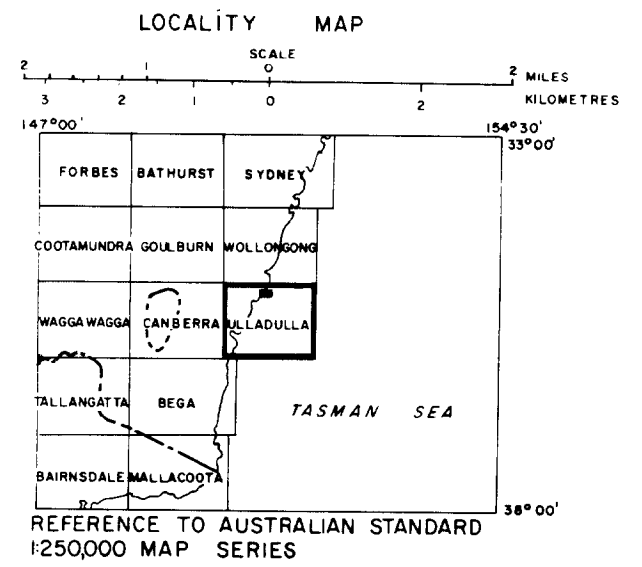 LOCALITY MAP
SCALE
2 1 0 2 MILES
3 2 1 0 2 KILOMETRES
147°00' 154°30'
33°00'
FORBES BATHURST SYDNEY
COOTAMUNDRA GOULBURN WOLLONGONG
WAGGA WAGGA CANBERRA ULLADULLA
TALLANGATTA BEGA TASMAN SEA
BAIRNSDALE MALLACOOTA
38°00'
REFERENCE TO AUSTRALIAN STANDARD
1:250,000 MAP SERIES